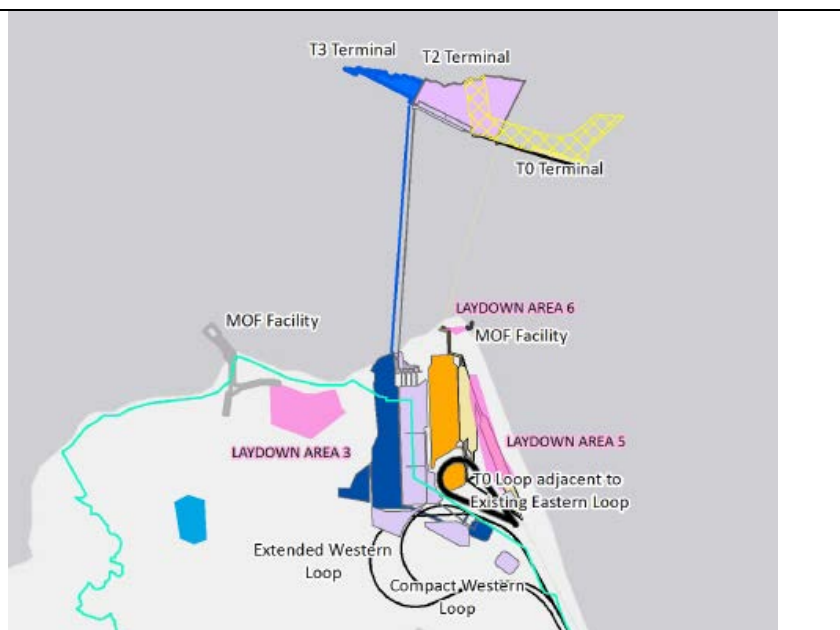 T3 Terminal
T2 Terminal
T0 Terminal
LAYDOWN AREA 6
MOF Facility
MOF Facility
LAYDOWN AREA 5
LAYDOWN AREA 3
T0 Loop adjacent to
Existing Eastern Loop
Extended Western
Loop
Compact Western
Loop